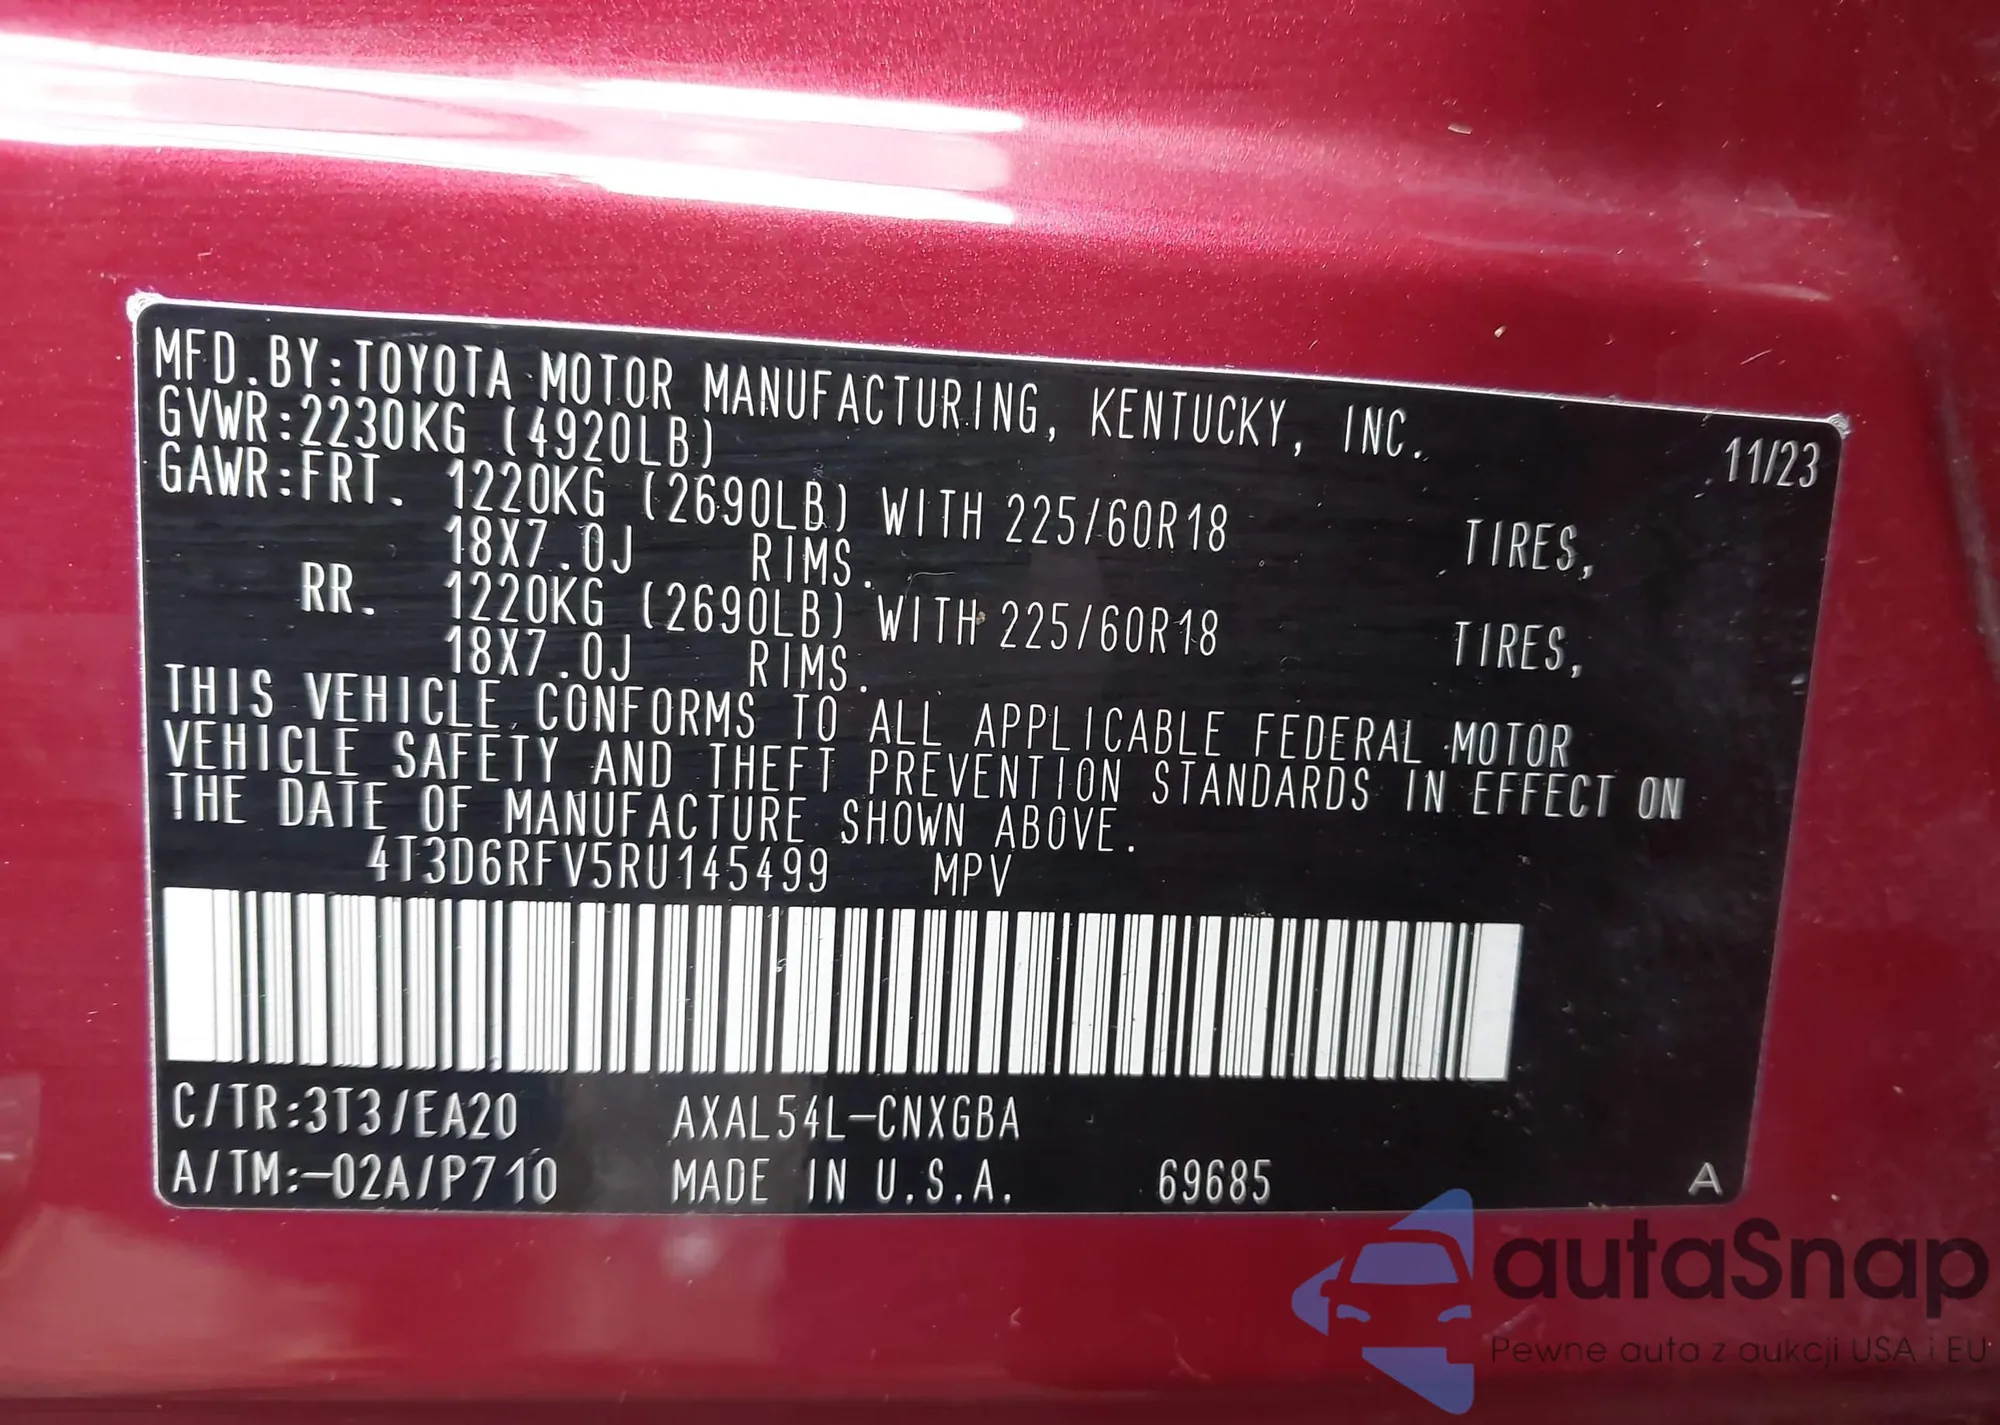 MFD.BY:TOYOTA MOTOR MANUFACTURING, KENTUCKY, INC. 11/23
GVWR:2230KG (4920LB)
GAWR:FRT. 1220KG (2690LB) WITH 225/60R18 TIRES,
18X7.0J RIMS.
RR. 1220KG (2690LB) WITH 225/60R18 TIRES,
18X7.0J RIMS.
THIS VEHICLE CONFORMS TO ALL APPLICABLE FEDERAL MOTOR
VEHICLE SAFETY AND THEFT PREVENTION STANDARDS IN EFFECT ON
THE DATE OF MANUFACTURE SHOWN ABOVE.
4T3D6RFV5RU145499 MPV
C/TR:3T3/EA20 AXAL54L-CNXGBA
A/TM:-02A/P710 MADE IN U.S.A. 69685 A
autaSnap
Pewne auta z aukcji USA i EU